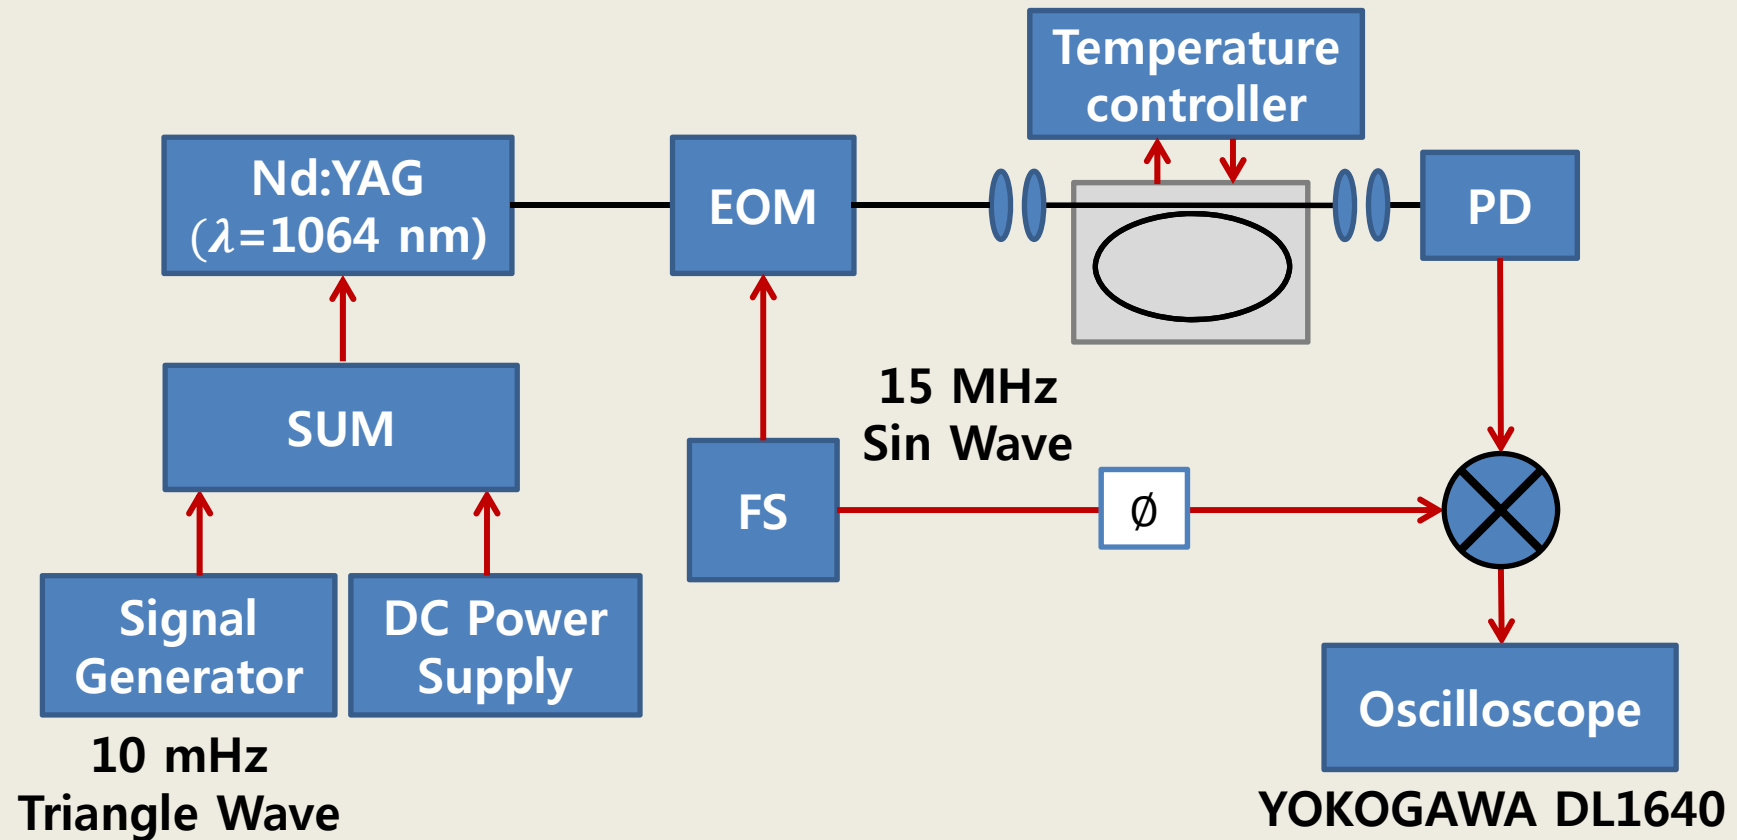 Temperature
controller
Nd:YAG
(λ=1064 nm)
EOM
PD
SUM
15 MHz
Sin Wave
FS
Ø
Signal
Generator
DC Power
Supply
Oscilloscope
10 mHz
Triangle Wave
YOKOGAWA DL1640